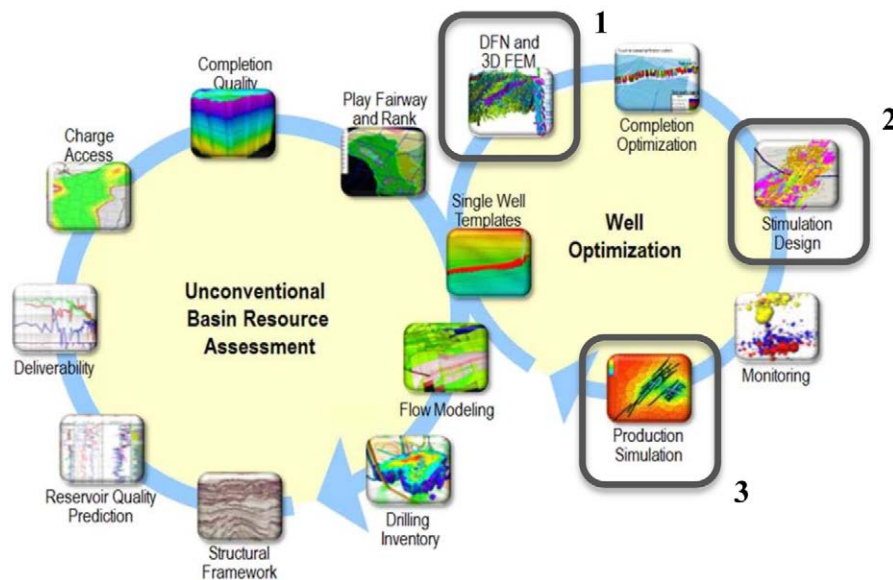 1
DFN and
3D FEM
Completion
Quality
Play Fairway
and Rank
Charge
Access
Completion
Optimization
2
Stimulation
Design
Single Well
Templates
Well
Optimization
Unconventional
Basin Resource
Assessment
Deliverability
Flow Modeling
Monitoring
Production
Simulation
3
Reservoir Quality
Prediction
Structural
Framework
Drilling
Inventory